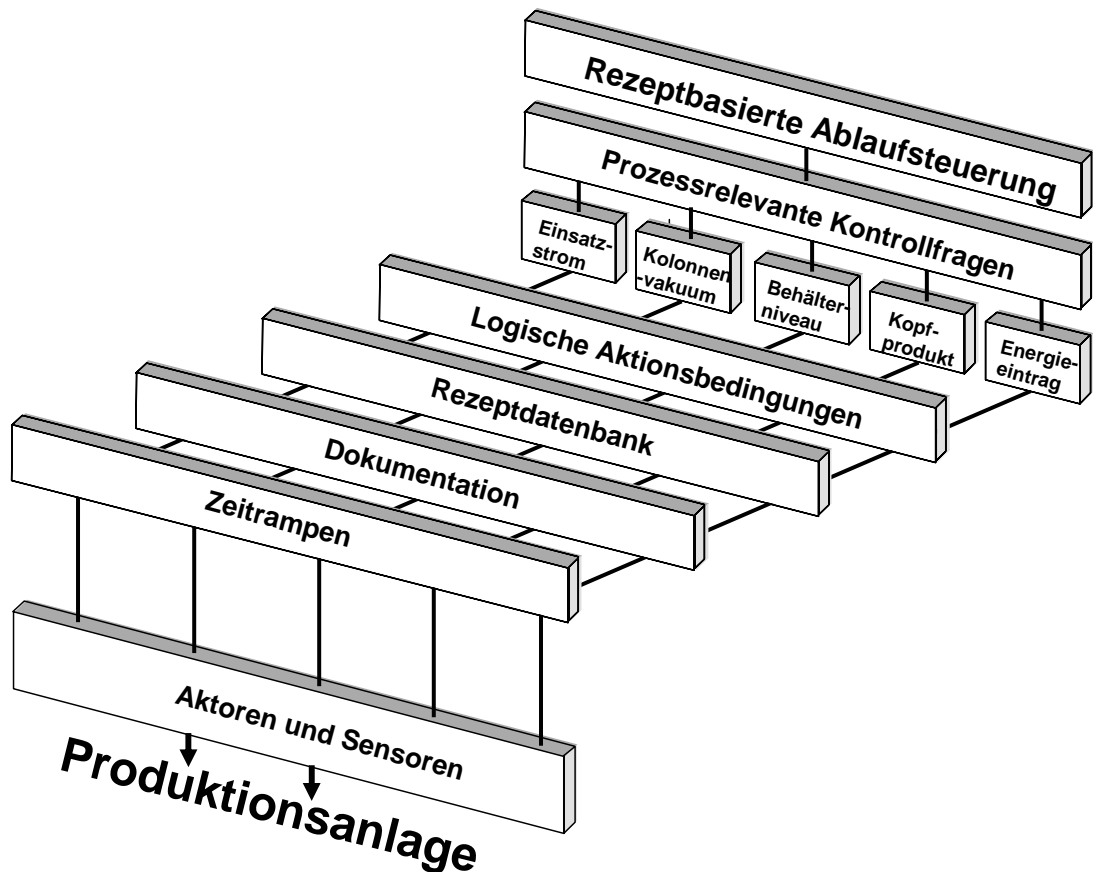 Rezeptbasierte Ablaufsteuerung
Prozessrelevante Kontrollfragen
Einsatz-
strom
Kolonnen
-vakuum
Behälter-
niveau
Kopf-
produkt
Energie-
eintrag
Logische Aktionsbedingungen
Rezeptdatenbank
Dokumentation
Zeitrampen
Aktoren und Sensoren
Produktionsanlage